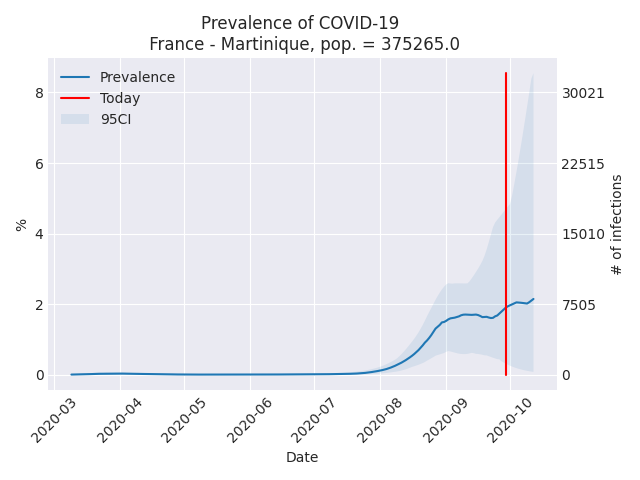 Prevalence of COVID-19
France - Martinique, pop. = 375265.0
Prevalence
Today
95CI
8
6
4
2
0
%
30021
22515
15010
7505
0
# of infections
2020-03
2020-04
2020-05
2020-06
2020-07
2020-08
2020-09
2020-10
Date